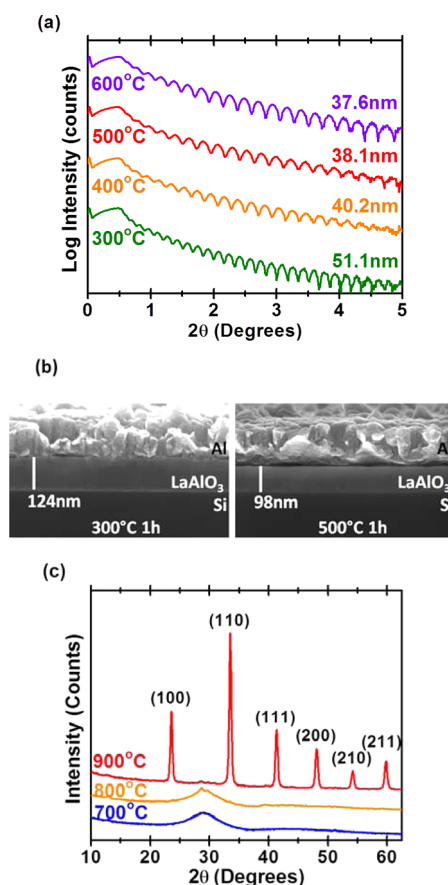 (a)
Log Intensity (counts)
600°C
37.6nm
500°C
38.1nm
400°C
40.2nm
300°C
51.1nm
0 1 2 3 4 5
2θ (Degrees)
(b)
Al
LaAlO₃
Si
124nm
300°C 1h
LaAlO₃
98nm
500°C 1h
(c)
Intensity (Counts)
(110)
(100)
(111)
(200)
(210)
(211)
900°C
800°C
700°C
10 20 30 40 50 60
2θ (Degrees)